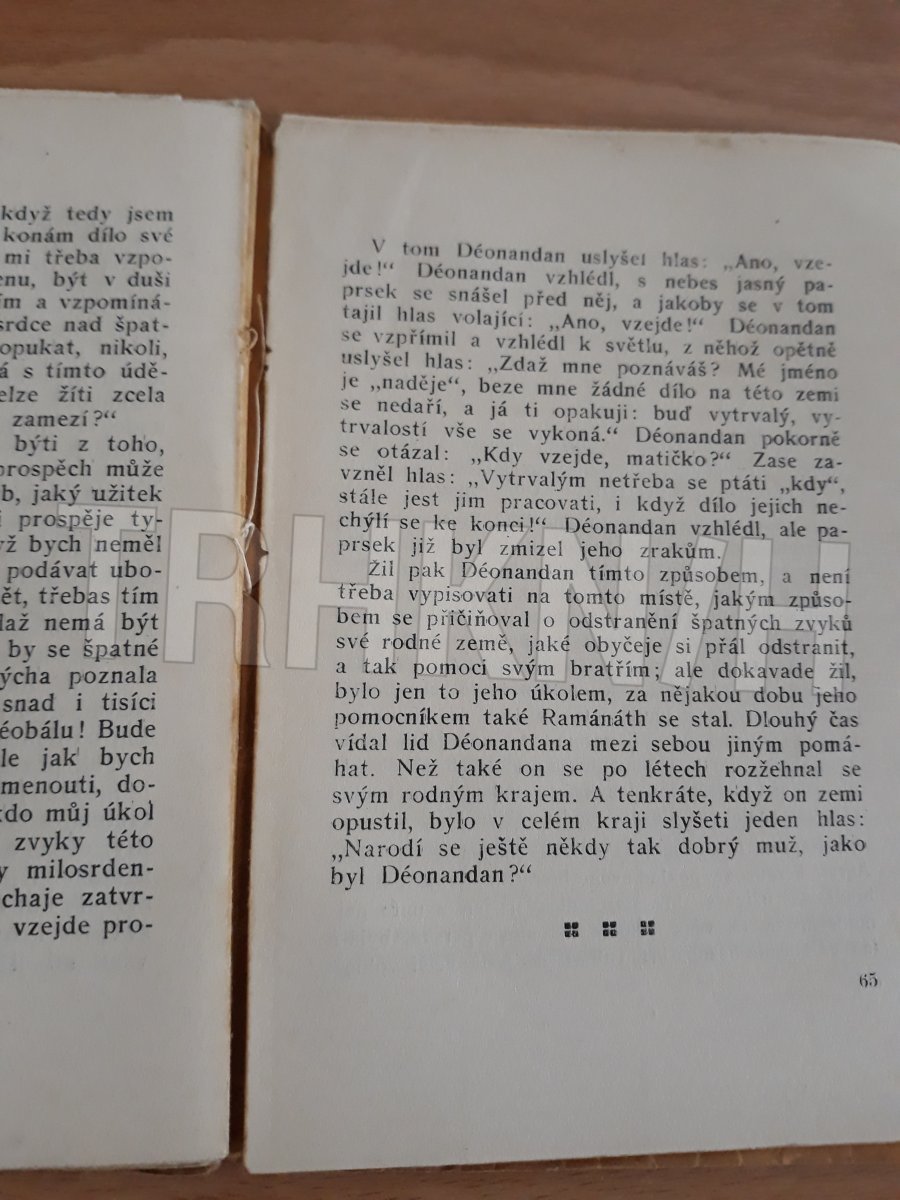 když tedy jsem
konám dílo své
mi třeba vzpo-
enu, být v duši
ím a vzpomíná-
srdce nad špat-
opukat, nikoli,
á s tímto údě-
elze žíti zcela
zamezí?“
býti z toho,
prospěch může
b, jaký užitek
i prospěje ty-
yž bych neměl
podávat ubo-
ět, třebas tím
laž nemá být
by se špatné
ýcha poznala
snad i tisíci
éobálu! Bude
le jak bych
menouti, do-
kdo můj úkol
zvyky této
y milosrden-
chaje zatvr-
vzejde pro-
V tom Déonandan uslyšel hlas: „Ano, vze-
jde!“ Déonandan vzhlédl, s nebes jasný pa-
prsek se snášel před něj, a jakoby se v tom
tajil hlas volající: „Ano, vzejde!“ Déonandan
se vzpřímil a vzhlédl k světlu, z něhož opětně
uslyšel hlas: „Zdaž mne poznáváš? Mé jméno
je „naděje“, beze mne žádné dílo na této zemi
se nedaří, a já ti opakuji: buď vytrvalý, vy-
trvalostí vše se vykoná.“ Déonandan pokorně
se otázal: „Kdy vzejde, matičko?“ Zase za-
vzněl hlas: „Vytrvalým netřeba se ptáti „kdy“,
stále jest jim pracovati, i když dílo jejich ne-
chýlí se ke konci!“ Déonandan vzhlédl, ale pa-
prsek již byl zmizel jeho zrakům.
Žil pak Déonandan tímto způsobem, a není
třeba vypisovati na tomto místě, jakým způso-
bem se přičiňoval o odstranění špatných zvyků
své rodné země, jaké obyčeje si přál odstranit,
a tak pomoci svým bratřím; ale dokavade žil,
bylo jen to jeho úkolem, za nějakou dobu jeho
pomocníkem také Ramánáth se stal. Dlouhý čas
vídal lid Déonandana mezi sebou jiným pomá-
hat. Než také on se po létech rozžehnal se
svým rodným krajem. A tenkráte, když on zemi
opustil, bylo v celém kraji slyšeti jeden hlas:
„Narodí se ještě někdy tak dobrý muž, jako
byl Déonandan?“
65
TRHKNIH